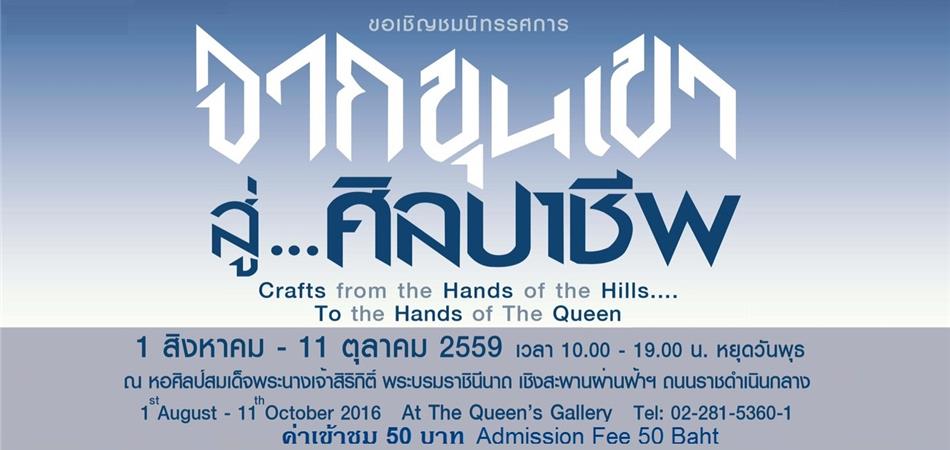 ขอเชิญชมนิทรรศการ
จากขุนเขา
สู่...ศิลปาชีพ
Crafts from the Hands of the Hills....
To the Hands of The Queen
1 สิงหาคม - 11 ตุลาคม 2559 เวลา 10.00 - 19.00 น. หยุดวันพุธ
ณ หอศิลป์สมเด็จพระนางเจ้าสิริกิติ์ พระบรมราชินีนาถ เชิงสะพานผ่านฟ้าฯ ถนนราชดำเนินกลาง
1st August - 11th October 2016 At The Queen's Gallery Tel: 02-281-5360-1
ค่าเข้าชม 50 บาท Admission Fee 50 Baht